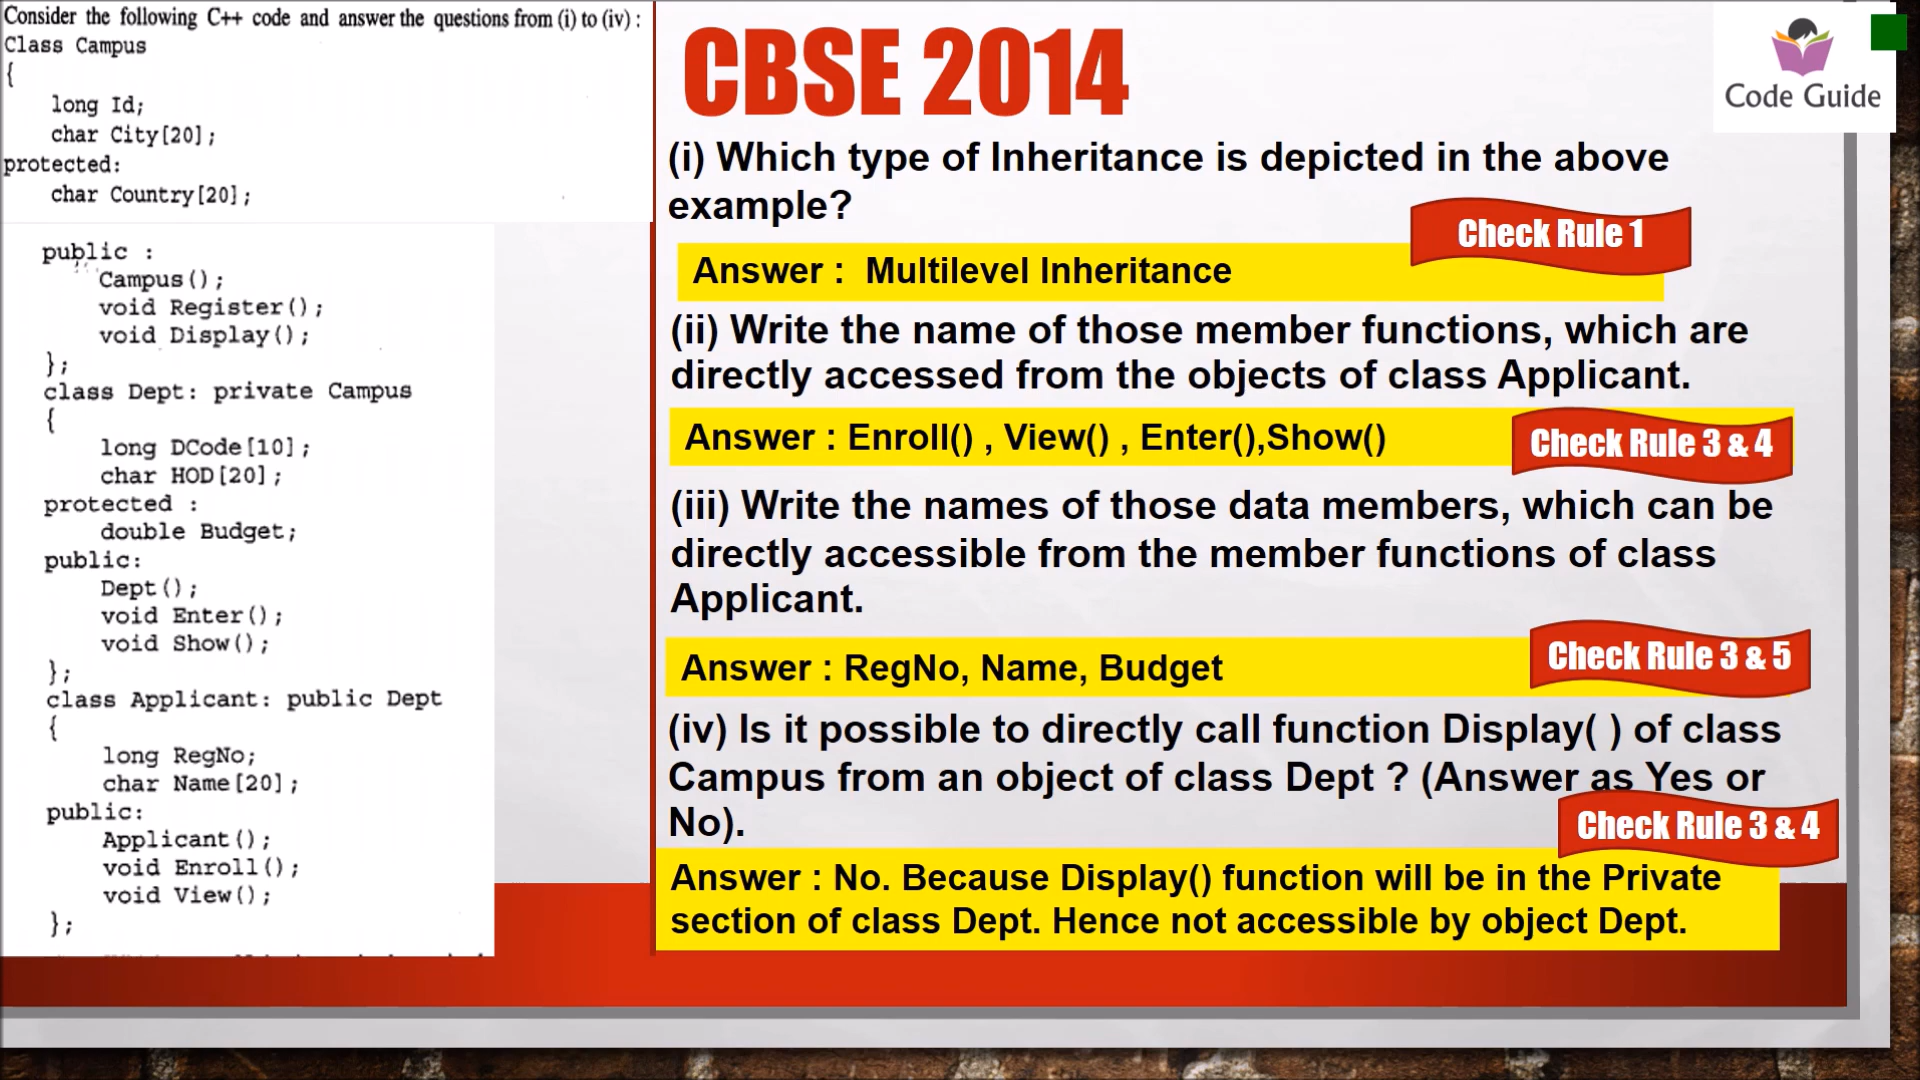 Consider the following C++ code and answer the questions from (i) to (iv) :
Class Campus
{
long Id;
char City[20];
protected:
char Country[20];
public :
Campus();
void Register();
void Display();
};
class Dept: private Campus
{
long DCode[10];
char HOD[20];
protected :
double Budget;
public:
Dept();
void Enter();
void Show();
};
class Applicant: public Dept
{
long RegNo;
char Name[20];
public:
Applicant();
void Enroll();
void View();
};
CBSE 2014
Code Guide
(i) Which type of Inheritance is depicted in the above
example?
Check Rule 1
Answer : Multilevel Inheritance
(ii) Write the name of those member functions, which are
directly accessed from the objects of class Applicant.
Answer : Enroll() , View() , Enter(),Show()
Check Rule 3 & 4
(iii) Write the names of those data members, which can be
directly accessible from the member functions of class
Applicant.
Answer : RegNo, Name, Budget
Check Rule 3 & 5
(iv) Is it possible to directly call function Display( ) of class
Campus from an object of class Dept ? (Answer as Yes or
No).
Check Rule 3 & 4
Answer : No. Because Display() function will be in the Private
section of class Dept. Hence not accessible by object Dept.